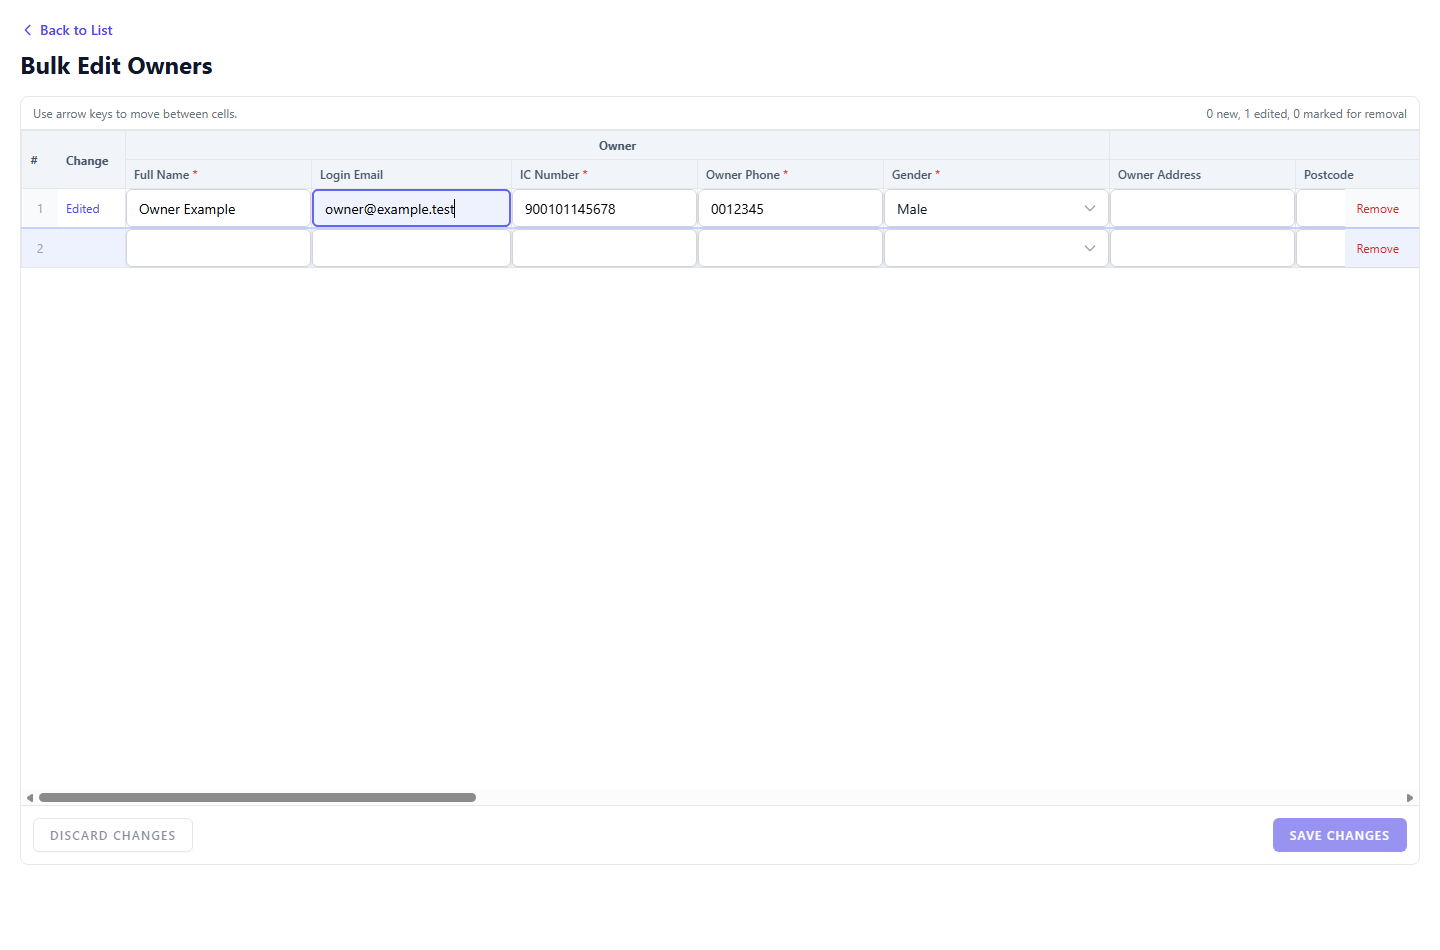 Back to List
Bulk Edit Owners
Use arrow keys to move between cells. 0 new, 1 edited, 0 marked for removal
# Change Owner
Full Name * Login Email IC Number * Owner Phone * Gender * Owner Address Postcode
1 Edited Owner Example owner@example.test 900101145678 0012345 Male Remove
2 Remove
DISCARD CHANGES SAVE CHANGES